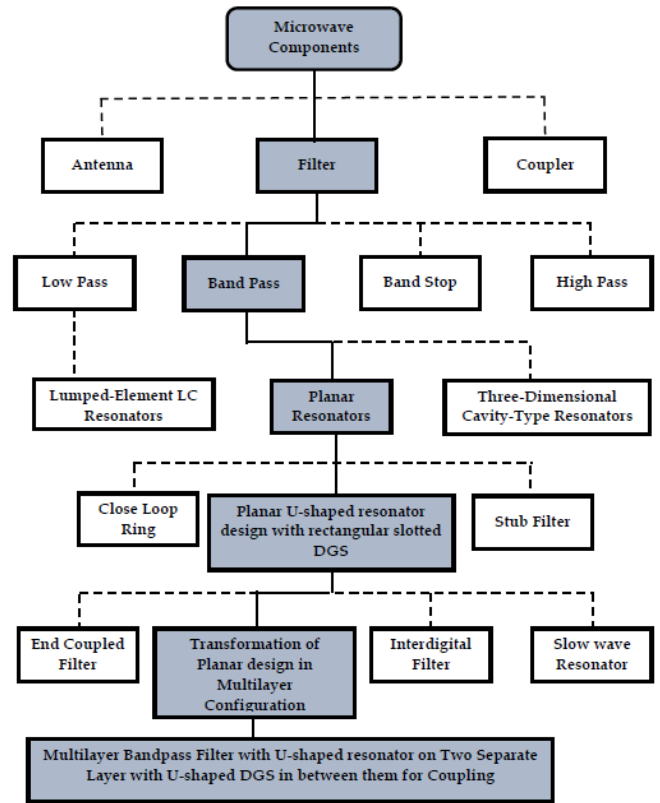 Microwave
Components
Antenna
Filter
Coupler
Low Pass
Band Pass
Band Stop
High Pass
Lumped-Element LC
Resonators
Planar
Resonators
Three-Dimensional
Cavity-Type Resonators
Close Loop
Ring
Planar U-shaped resonator
design with rectangular slotted
DGS
Stub Filter
End Coupled
Filter
Transformation of
Planar design in
Multilayer
Configuration
Interdigital
Filter
Slow wave
Resonator
Multilayer Bandpass Filter with U-shaped resonator on Two Separate
Layer with U-shaped DGS in between them for Coupling